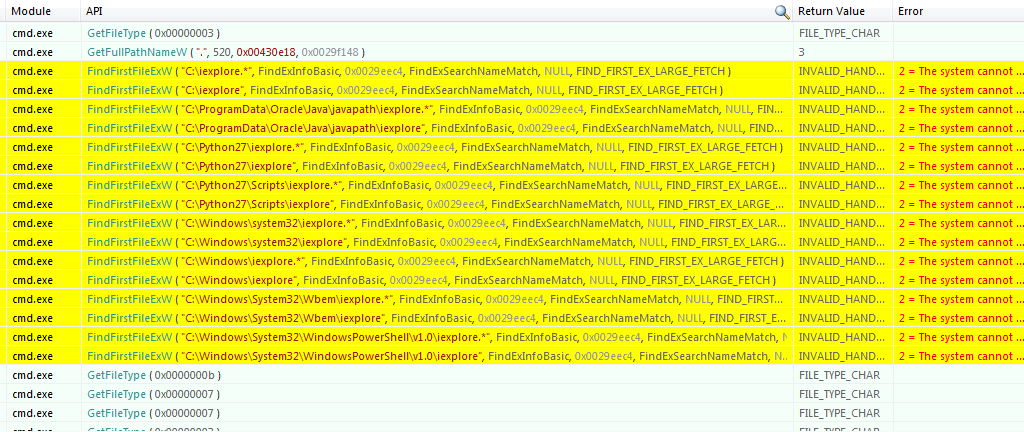 Module API Return Value Error
cmd.exe GetFileType ( 0x00000003 ) FILE_TYPE_CHAR
cmd.exe GetFullPathNameW ( ".", 520, 0x00430e18, 0x0029f148 ) 3
cmd.exe FindFirstFileExW ( "C:\iexplore.*", FindExInfoBasic, 0x0029eec4, FindExSearchNameMatch, NULL, FIND_FIRST_EX_LARGE_FETCH ) INVALID_HAND... 2 = The system cannot ...
cmd.exe FindFirstFileExW ( "C:\iexplore", FindExInfoBasic, 0x0029eec4, FindExSearchNameMatch, NULL, FIND_FIRST_EX_LARGE_FETCH ) INVALID_HAND... 2 = The system cannot ...
cmd.exe FindFirstFileExW ( "C:\ProgramData\Oracle\Java\javapath\iexplore.*", FindExInfoBasic, 0x0029eec4, FindExSearchNameMatch, NULL, FIN... INVALID_HAND... 2 = The system cannot ...
cmd.exe FindFirstFileExW ( "C:\ProgramData\Oracle\Java\javapath\iexplore", FindExInfoBasic, 0x0029eec4, FindExSearchNameMatch, NULL, FIND... INVALID_HAND... 2 = The system cannot ...
cmd.exe FindFirstFileExW ( "C:\Python27\iexplore.*", FindExInfoBasic, 0x0029eec4, FindExSearchNameMatch, NULL, FIND_FIRST_EX_LARGE_FETCH ) INVALID_HAND... 2 = The system cannot ...
cmd.exe FindFirstFileExW ( "C:\Python27\iexplore", FindExInfoBasic, 0x0029eec4, FindExSearchNameMatch, NULL, FIND_FIRST_EX_LARGE_FETCH ) INVALID_HAND... 2 = The system cannot ...
cmd.exe FindFirstFileExW ( "C:\Python27\Scripts\iexplore.*", FindExInfoBasic, 0x0029eec4, FindExSearchNameMatch, NULL, FIND_FIRST_EX_LARGE... INVALID_HAND... 2 = The system cannot ...
cmd.exe FindFirstFileExW ( "C:\Python27\Scripts\iexplore", FindExInfoBasic, 0x0029eec4, FindExSearchNameMatch, NULL, FIND_FIRST_EX_LARGE_... INVALID_HAND... 2 = The system cannot ...
cmd.exe FindFirstFileExW ( "C:\Windows\system32\iexplore.*", FindExInfoBasic, 0x0029eec4, FindExSearchNameMatch, NULL, FIND_FIRST_EX_LAR... INVALID_HAND... 2 = The system cannot ...
cmd.exe FindFirstFileExW ( "C:\Windows\system32\iexplore", FindExInfoBasic, 0x0029eec4, FindExSearchNameMatch, NULL, FIND_FIRST_EX_LARG... INVALID_HAND... 2 = The system cannot ...
cmd.exe FindFirstFileExW ( "C:\Windows\iexplore.*", FindExInfoBasic, 0x0029eec4, FindExSearchNameMatch, NULL, FIND_FIRST_EX_LARGE_FETCH ) INVALID_HAND... 2 = The system cannot ...
cmd.exe FindFirstFileExW ( "C:\Windows\iexplore", FindExInfoBasic, 0x0029eec4, FindExSearchNameMatch, NULL, FIND_FIRST_EX_LARGE_FETCH ) INVALID_HAND... 2 = The system cannot ...
cmd.exe FindFirstFileExW ( "C:\Windows\System32\Wbem\iexplore.*", FindExInfoBasic, 0x0029eec4, FindExSearchNameMatch, NULL, FIND_FIRST... INVALID_HAND... 2 = The system cannot ...
cmd.exe FindFirstFileExW ( "C:\Windows\System32\Wbem\iexplore", FindExInfoBasic, 0x0029eec4, FindExSearchNameMatch, NULL, FIND_FIRST_E... INVALID_HAND... 2 = The system cannot ...
cmd.exe FindFirstFileExW ( "C:\Windows\System32\WindowsPowerShell\v1.0\iexplore.*", FindExInfoBasic, 0x0029eec4, FindExSearchNameMatch, N... INVALID_HAND... 2 = The system cannot ...
cmd.exe FindFirstFileExW ( "C:\Windows\System32\WindowsPowerShell\v1.0\iexplore", FindExInfoBasic, 0x0029eec4, FindExSearchNameMatch, N... INVALID_HAND... 2 = The system cannot ...
cmd.exe GetFileType ( 0x0000000b ) FILE_TYPE_CHAR
cmd.exe GetFileType ( 0x00000007 ) FILE_TYPE_CHAR
cmd.exe GetFileType ( 0x00000007 ) FILE_TYPE_CHAR
cmd.exe GetFileType ( 0x00000003 ) FILE_TYPE_CHAR